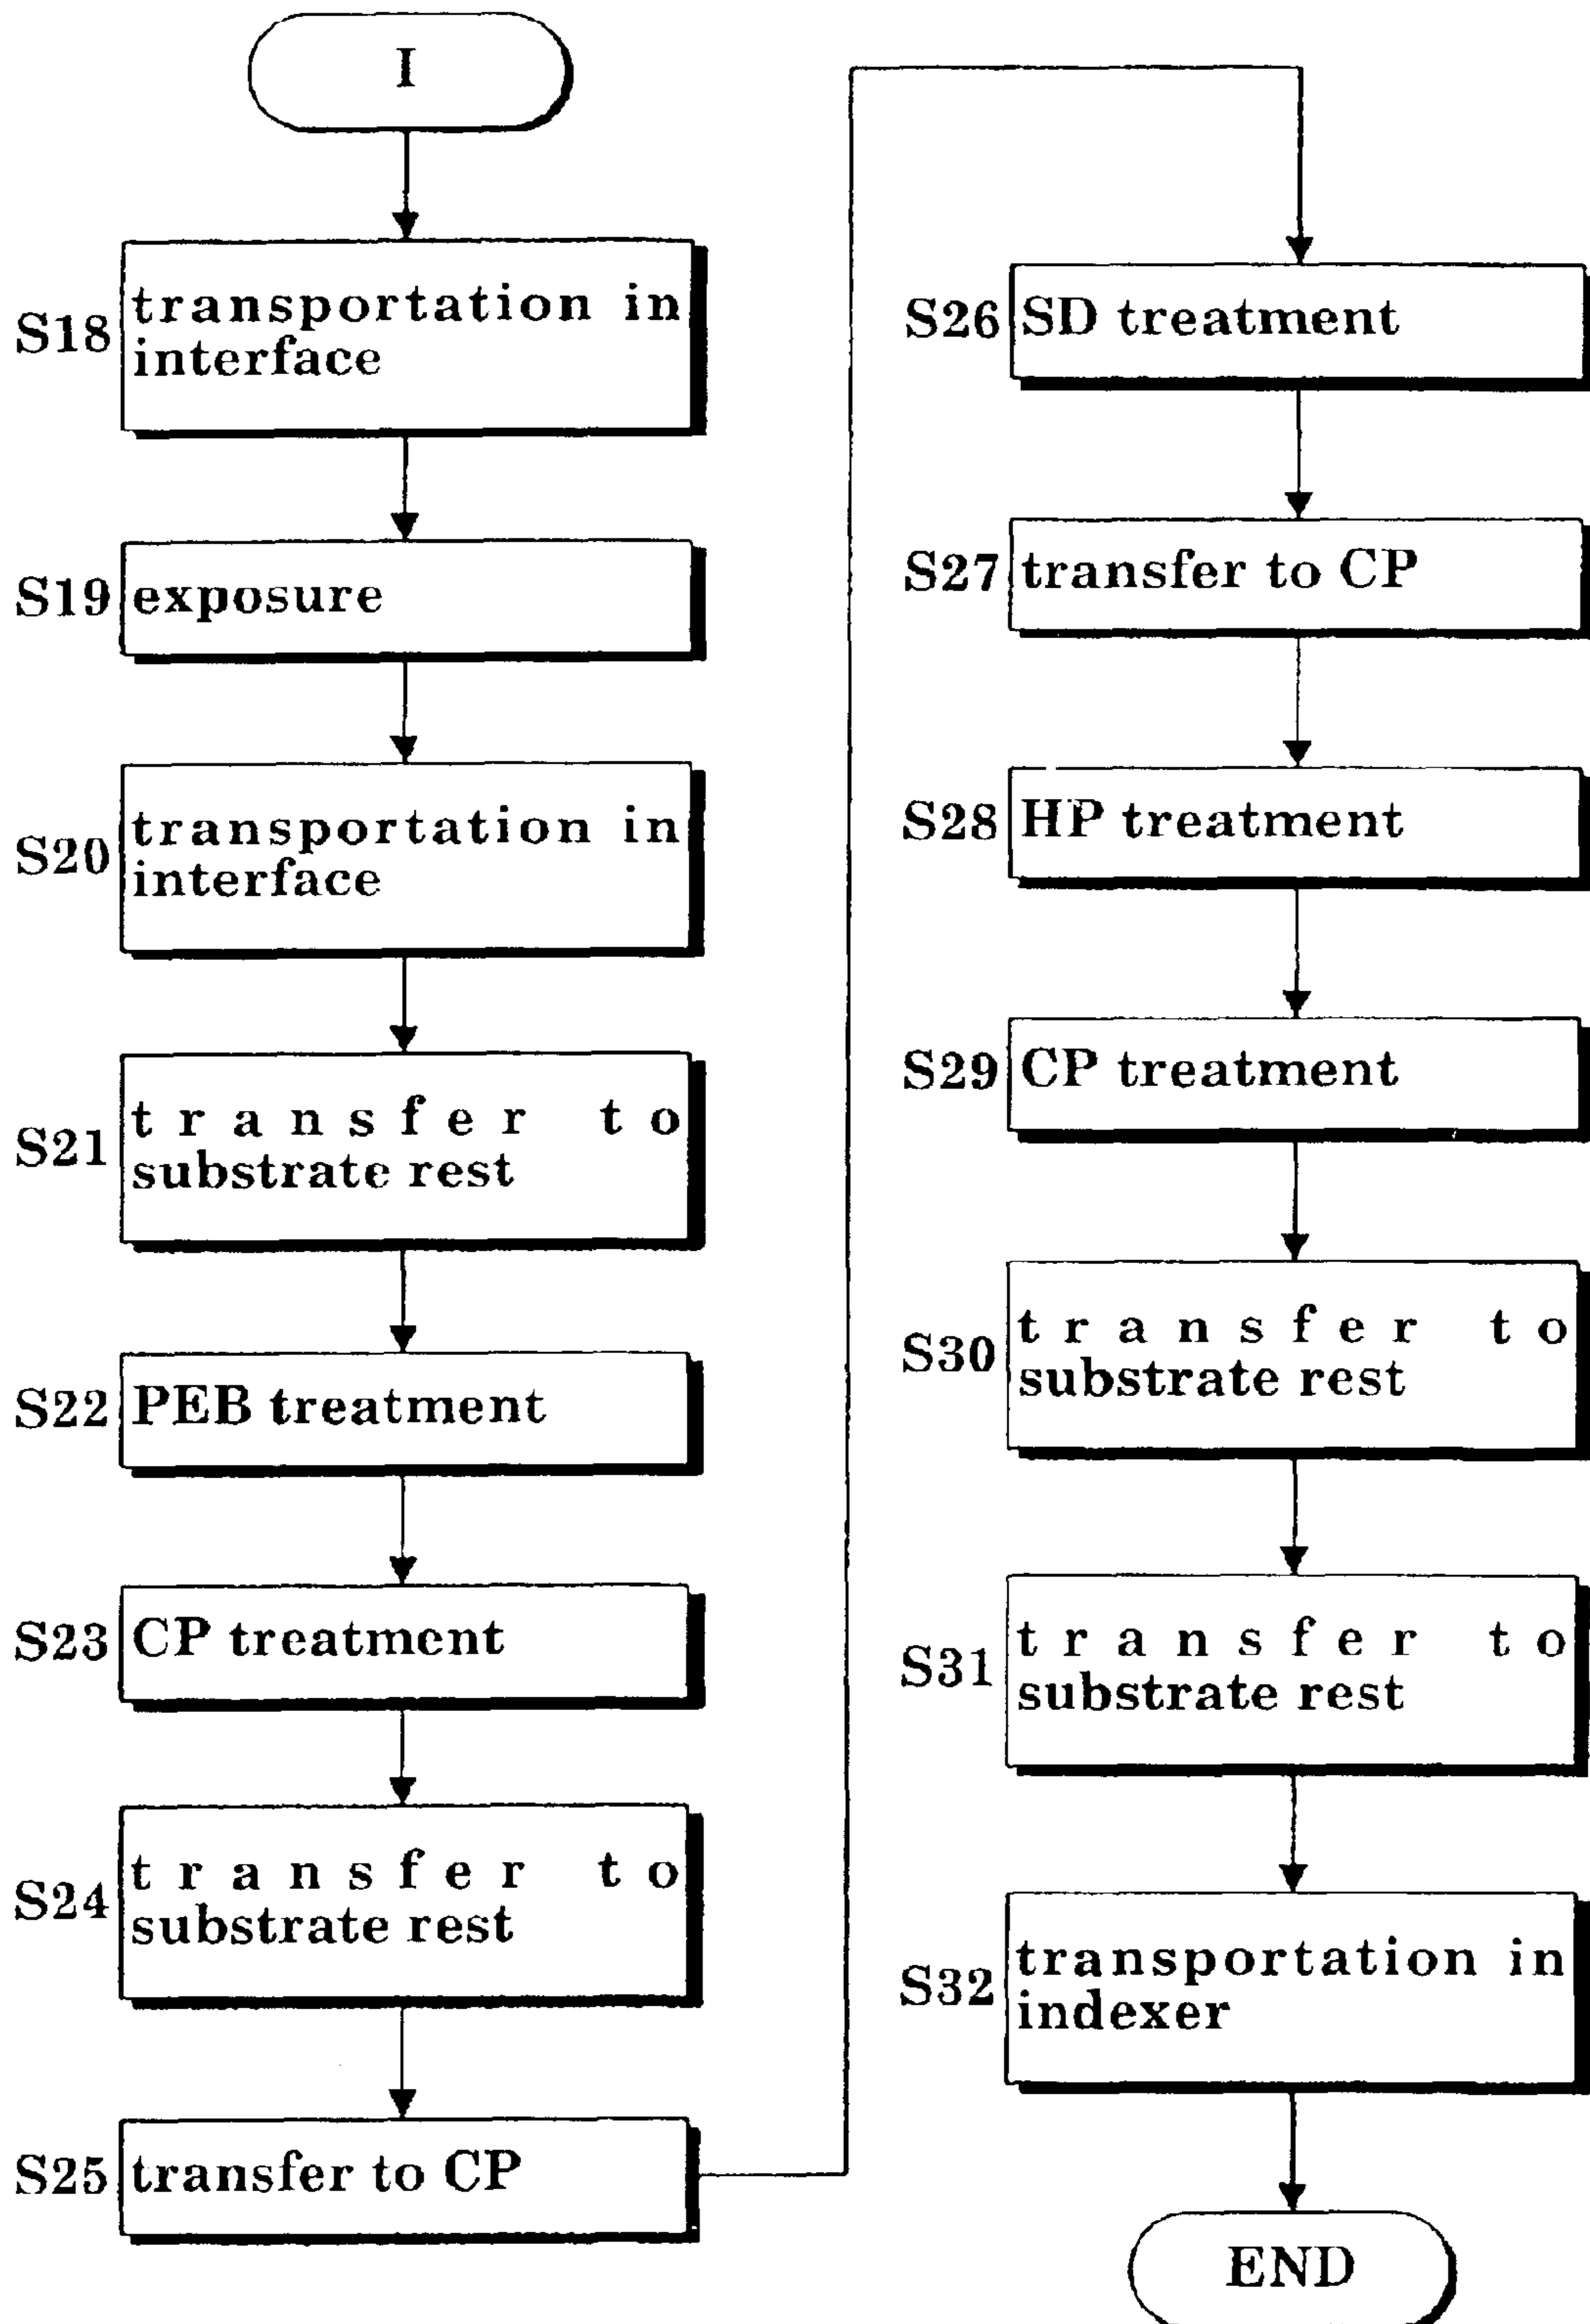 I
S18
transportation in
interface
S19
exposure
S20
transportation in
interface
S21
transfer to
substrate rest
S22
PEB treatment
S23
CP treatment
S24
transfer to
substrate rest
S25
transfer to CP
S26
SD treatment
S27
transfer to CP
S28
HP treatment
S29
CP treatment
S30
transfer to
substrate rest
S31
transfer to
substrate rest
S32
transportation in
indexer
END